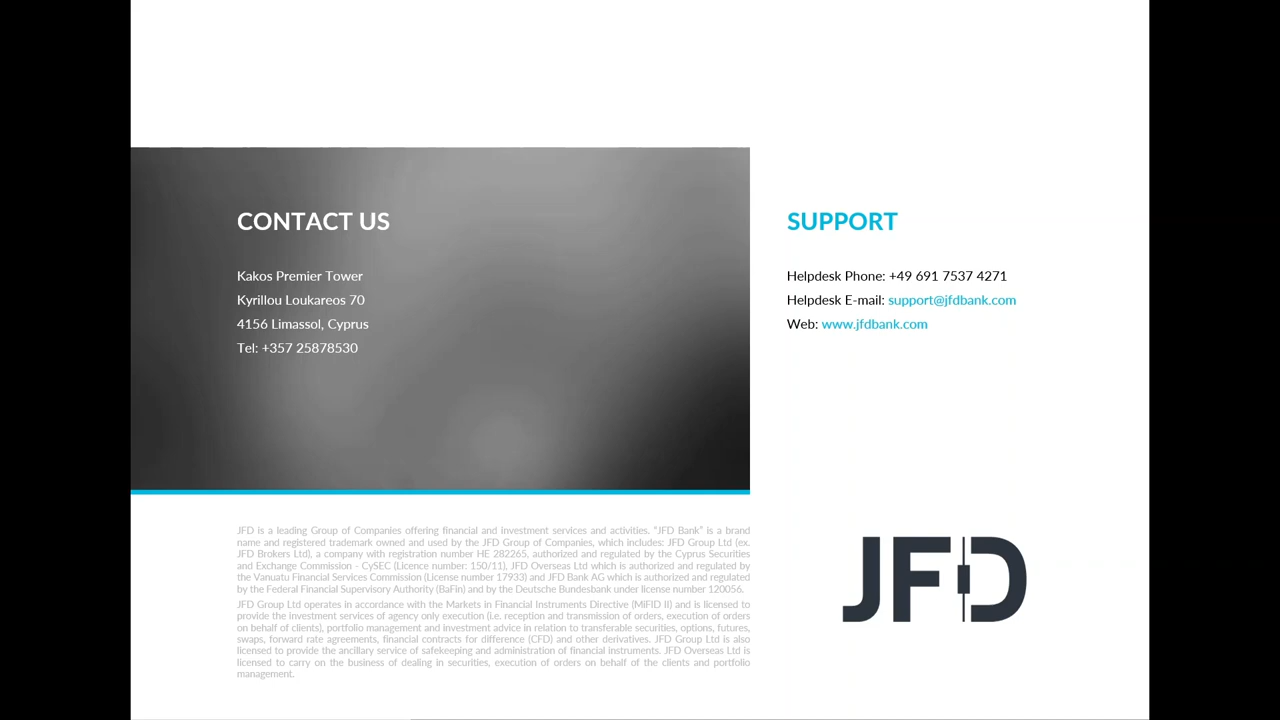 CONTACT US
Kakos Premier Tower
Kyrillou Loukareos 70
4156 Limassol, Cyprus
Tel: +357 25878530
SUPPORT
Helpdesk Phone: +49 691 7537 4271
Helpdesk E-mail: support@jfdbank.com
Web: www.jfdbank.com
JFD is a leading Group of Companies offering financial and investment services and activities. “JFD Bank” is a brand
name and registered trademark owned and used by the JFD Group of Companies, which includes: JFD Group Ltd (ex.
JFD Brokers Ltd), a company with registration number HE 282265, authorized and regulated by the Cyprus Securities
and Exchange Commission - CySEC (Licence number: 150/11), JFD Overseas Ltd which is authorized and regulated by
the Vanuatu Financial Services Commission (License number 17933) and JFD Bank AG which is authorized and regulated
by the Federal Financial Supervisory Authority (BaFin) and by the Deutsche Bundesbank under license number 120056.
JFD Group Ltd operates in accordance with the Markets in Financial Instruments Directive (MiFID II) and is licensed to
provide the investment services of agency only execution (i.e. reception and transmission of orders, execution of orders
on behalf of clients), portfolio management and investment advice in relation to transferable securities, options, futures,
swaps, forward rate agreements, financial contracts for difference (CFD) and other derivatives. JFD Group Ltd is also
licensed to provide the ancillary service of safekeeping and administration of financial instruments. JFD Overseas Ltd is
licensed to carry on the business of dealing in securities, execution of orders on behalf of the clients and portfolio
management.
JFD